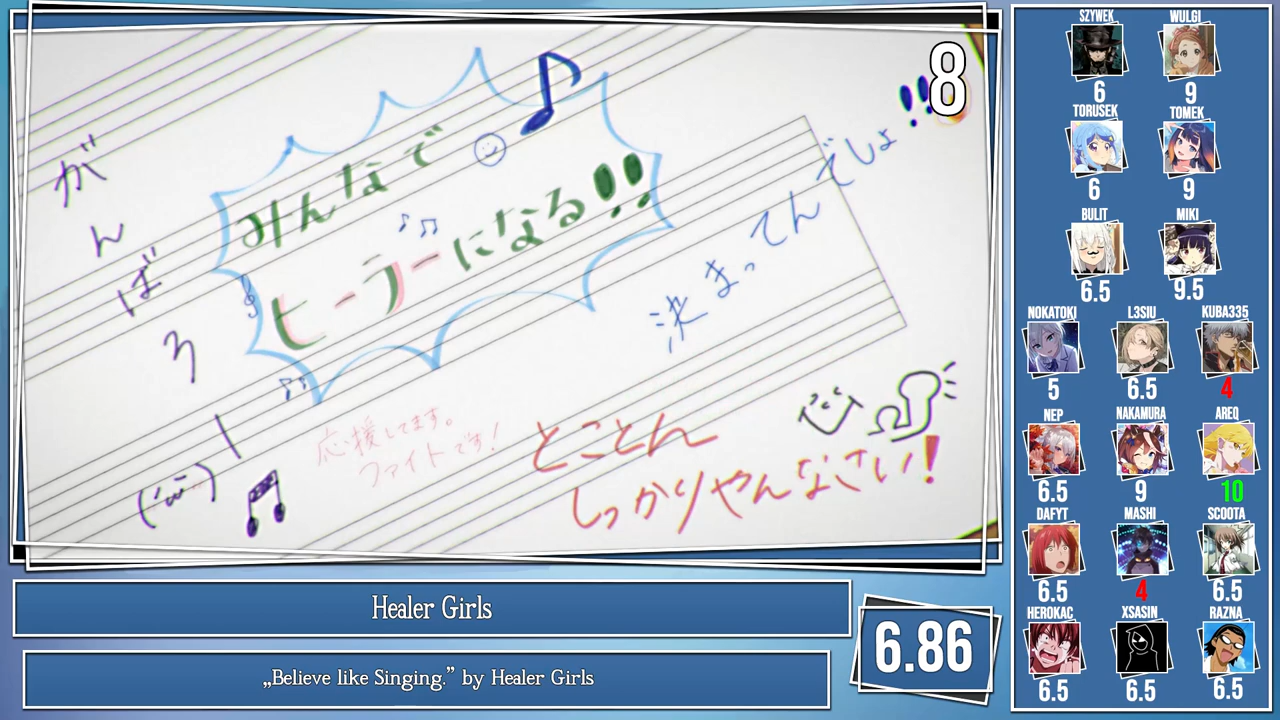 8
がんばろー
(´ω`)
みんなで
ヒーラーになる!!
決まってんでしょ!!
応援してます。
ファイトです!
とことん
しっかりやんなさい!
Healer Girls
„Believe like Singing.” by Healer Girls
6.86
SZYWEK
6
WULGI
9
TORUSEK
6
TOMEK
9
BULIT
6.5
MIKI
9.5
NOKATOKI
5
L3SIU
6.5
KUBA335
4
NEP
6.5
NAKAMURA
9
AREQ
10
DAFYT
6.5
MASHI
4
SCOOTA
6.5
HEROKAC
6.5
XSASIN
6.5
RAZNA
6.5